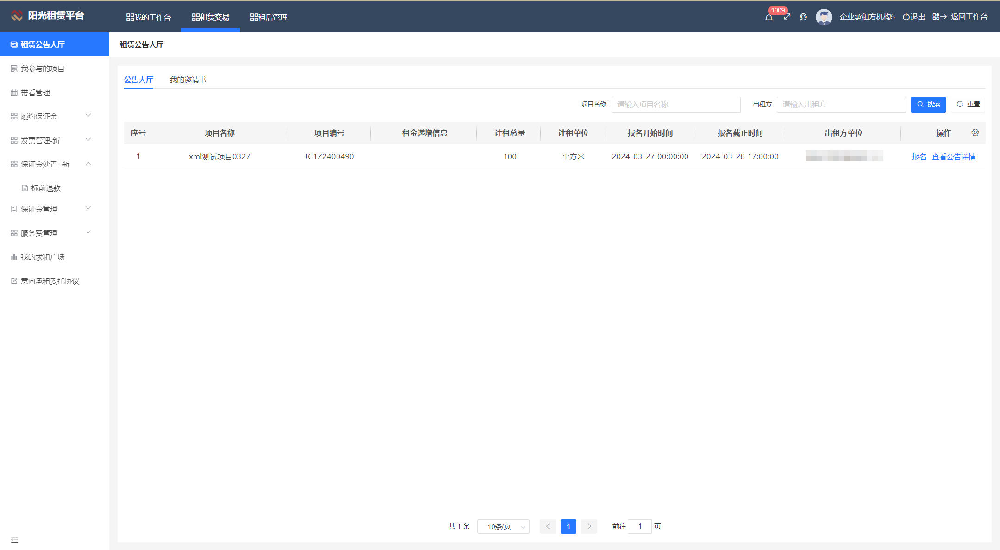 阳光租赁平台
我的工作台
租赁交易
租后管理
1009
企业承租方机构5
退出
返回工作台
租赁公告大厅
我参与的项目
带看管理
履约保证金
发票管理-新
保证金处置--新
标前退款
保证金管理
服务费管理
我的求租广场
意向承租委托协议
租赁公告大厅
公告大厅 我的邀请书
项目名称: 请输入项目名称 出租方: 请输入出租方 搜索 重置
序号 项目名称 项目编号 租金递增信息 计租总量 计租单位 报名开始时间 报名截止时间 出租方单位 操作
1 xml测试项目0327 JC1Z2400490 100 平方米 2024-03-27 00:00:00 2024-03-28 17:00:00 报名 查看公告详情
共 1 条 10条/页 1 前往 1 页